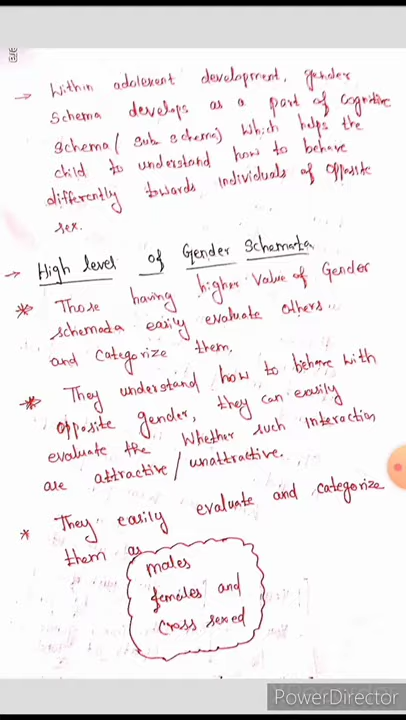 → Within adolexent development, gender
schema develops as a part of cognitive
schema ( sub schema) which helps the
child to understand how to behave
differently towards individuals of opposite
sex.
→ High level of Gender Schemata
* Those having higher value of Gender
schemata easily evaluate others.
and categorize them.
* They understand how to behave with
opposite gender, they can easily
evaluate the whether such interaction
are attractive / unattractive.
* They easily evaluate and categorize
them as
males
females and
cross sexed
PowerDirector